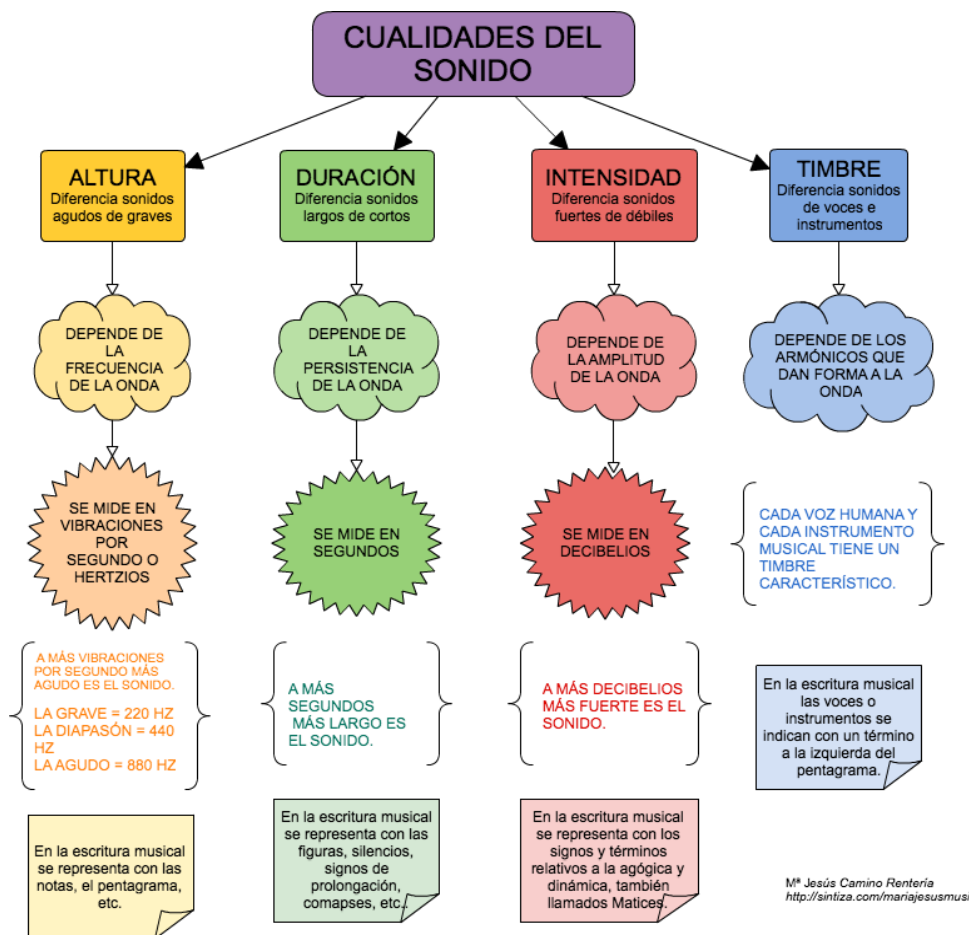 CUALIDADES DEL
SONIDO
ALTURA
Diferencia sonidos
agudos de graves
DURACIÓN
Diferencia sonidos
largos de cortos
INTENSIDAD
Diferencia sonidos
fuertes de débiles
TIMBRE
Diferencia sonidos
de voces e
instrumentos
DEPENDE DE
LA
FRECUENCIA
DE LA ONDA
DEPENDE DE
LA
PERSISTENCIA
DE LA ONDA
DEPENDE DE
LA AMPLITUD
DE LA ONDA
DEPENDE DE LOS
ARMÓNICOS QUE
DAN FORMA A LA
ONDA
SE MIDE EN
VIBRACIONES
POR
SEGUNDO O
HERTZIOS
SE MIDE EN
SEGUNDOS
SE MIDE EN
DECIBELIOS
CADA VOZ HUMANA Y
CADA INSTRUMENTO
MUSICAL TIENE UN
TIMBRE
CARACTERÍSTICO.
A MÁS VIBRACIONES
POR SEGUNDO MÁS
AGUDO ES EL SONIDO.
LA GRAVE = 220 HZ
LA DIAPASÓN = 440
HZ
LA AGUDO = 880 HZ
A MÁS
SEGUNDOS
MÁS LARGO ES
EL SONIDO.
A MÁS DECIBELIOS
MÁS FUERTE ES EL
SONIDO.
En la escritura musical
las voces o
instrumentos se
indican con un término
a la izquierda del
pentagrama.
En la escritura musical
se representa con las
notas, el pentagrama,
etc.
En la escritura musical
se representa con las
figuras, silencios,
signos de
prolongación,
comapses, etc.
En la escritura musical
se representa con los
signos y términos
relativos a la agógica y
dinámica, también
llamados Matices.
Mª Jesús Camino Rentería
http://sintiza.com/mariajesusmusi